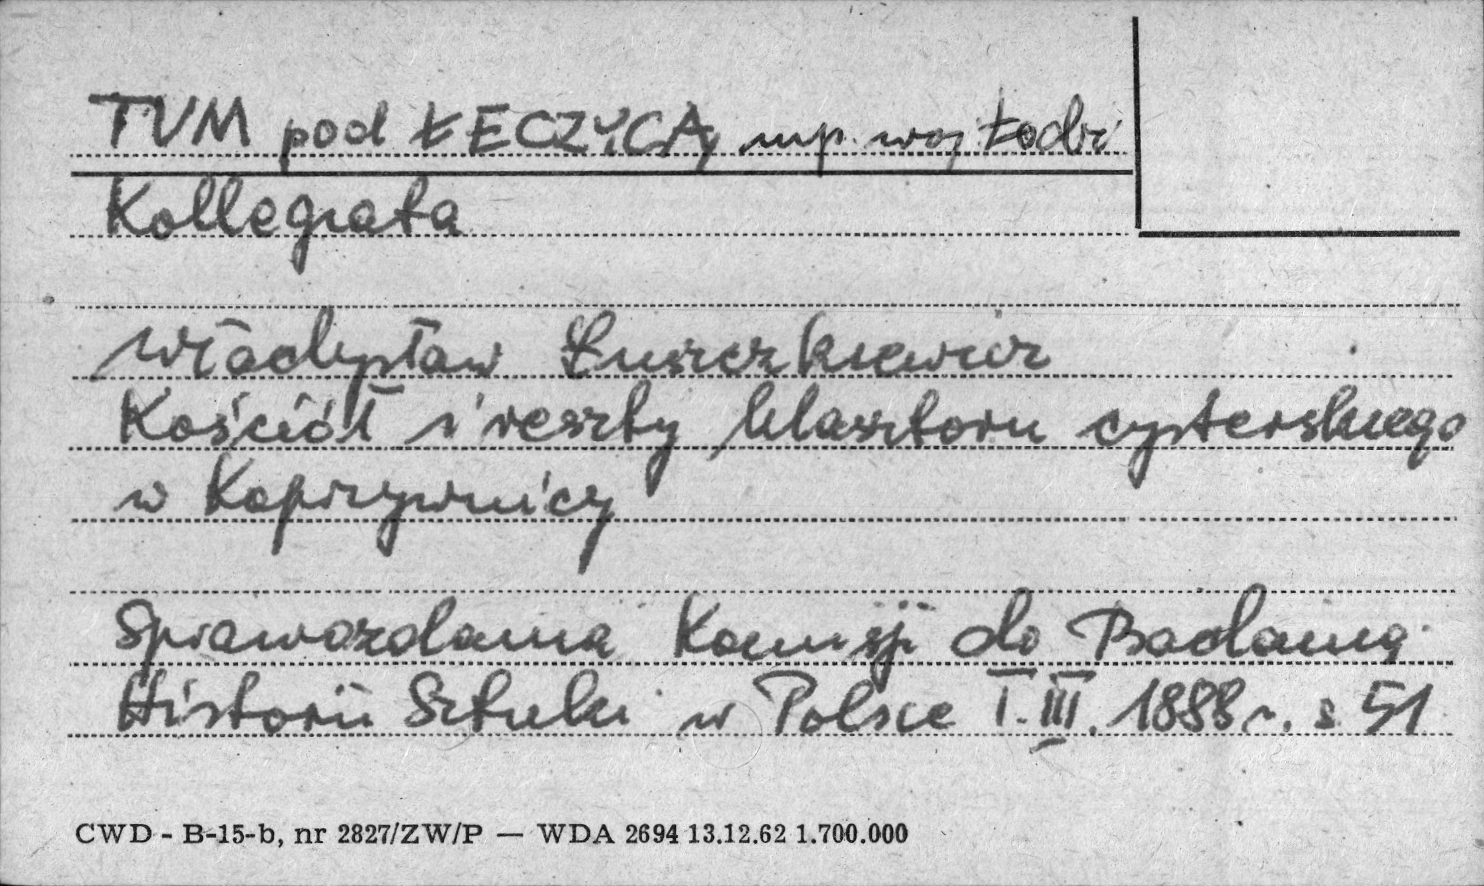 TUM pod ŁĘCZYCĄ, woj Łódź
Kollegiata
Władysław Łuszczkiewicz
Kościół i reszty klasztoru cysterskiego
w Koprzywnicy
Sprawozdania Komisji do Badania
Historii Sztuki w Polsce T. III. 1888 r. s 51
CWD - B-15-b, nr 2827/ZW/P — WDA 2694 13.12.62 1.700.000